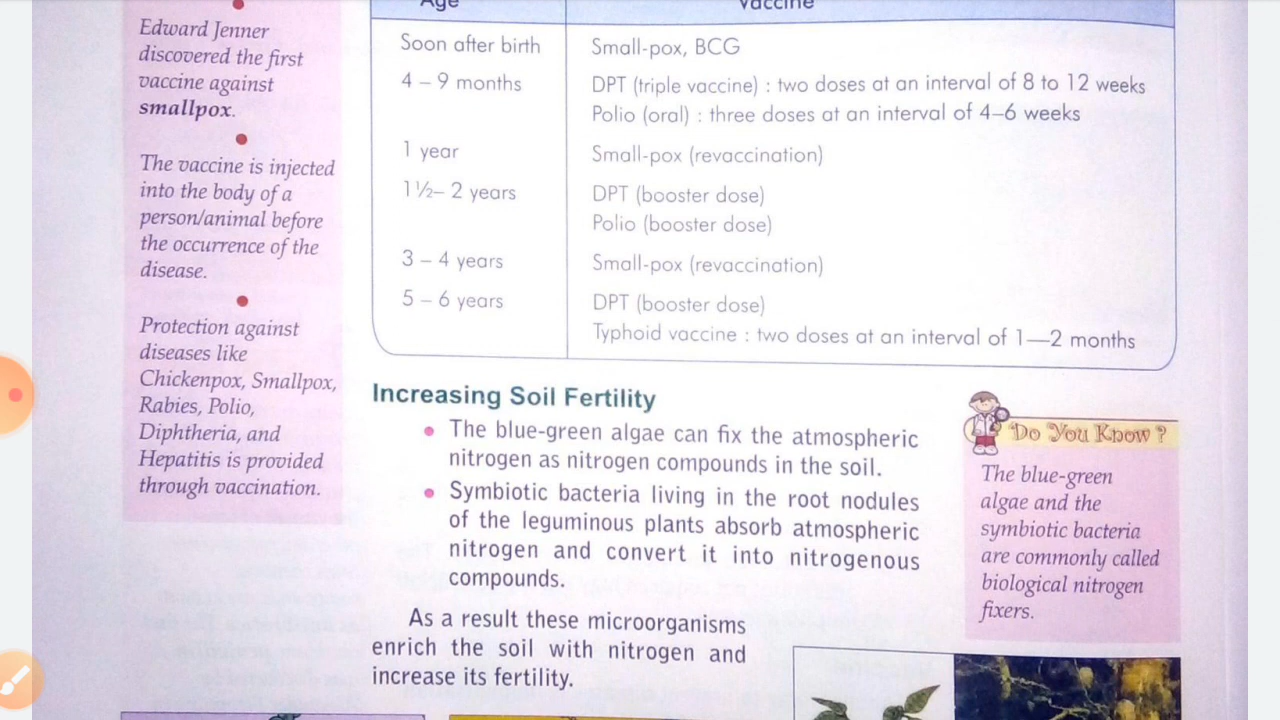 Edward Jenner
discovered the first
vaccine against
smallpox.
The vaccine is injected
into the body of a
person/animal before
the occurrence of the
disease.
Protection against
diseases like
Chickenpox, Smallpox,
Rabies, Polio,
Diphtheria, and
Hepatitis is provided
through vaccination.
Age Vaccine
Soon after birth Small-pox, BCG
4 – 9 months DPT (triple vaccine) : two doses at an interval of 8 to 12 weeks
Polio (oral) : three doses at an interval of 4–6 weeks
1 year Small-pox (revaccination)
1½– 2 years DPT (booster dose)
Polio (booster dose)
3 – 4 years Small-pox (revaccination)
5 – 6 years DPT (booster dose)
Typhoid vaccine : two doses at an interval of 1—2 months
Increasing Soil Fertility
• The blue-green algae can fix the atmospheric
nitrogen as nitrogen compounds in the soil.
• Symbiotic bacteria living in the root nodules
of the leguminous plants absorb atmospheric
nitrogen and convert it into nitrogenous
compounds.
As a result these microorganisms
enrich the soil with nitrogen and
increase its fertility.
Do You Know ?
The blue-green
algae and the
symbiotic bacteria
are commonly called
biological nitrogen
fixers.